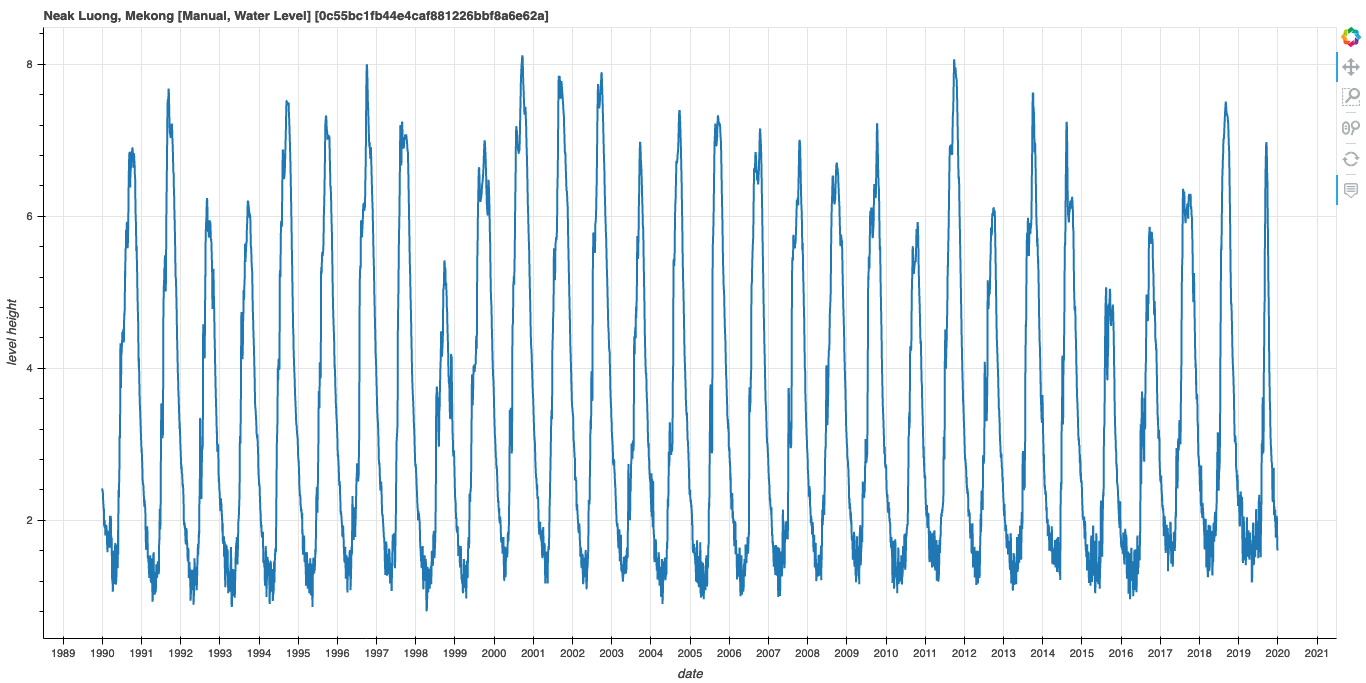 Neak Luong, Mekong [Manual, Water Level] [0c55bc1fb44e4caf881226bbf8a6e62a]
8
6
4
2
level height
1989 1990 1991 1992 1993 1994 1995 1996 1997 1998 1999 2000 2001 2002 2003 2004 2005 2006 2007 2008 2009 2010 2011 2012 2013 2014 2015 2016 2017 2018 2019 2020 2021
date